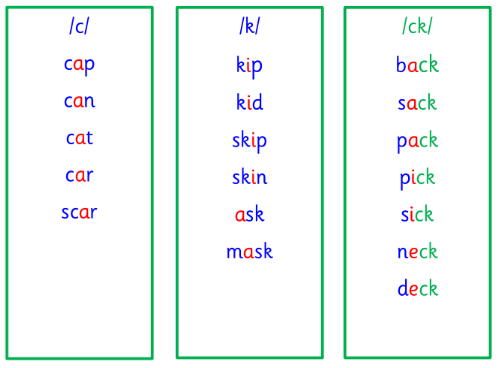 /c/
cap
can
cat
car
scar
/k/
kip
kid
skip
skin
ask
mask
/ck/
back
sack
pack
pick
sick
neck
deck